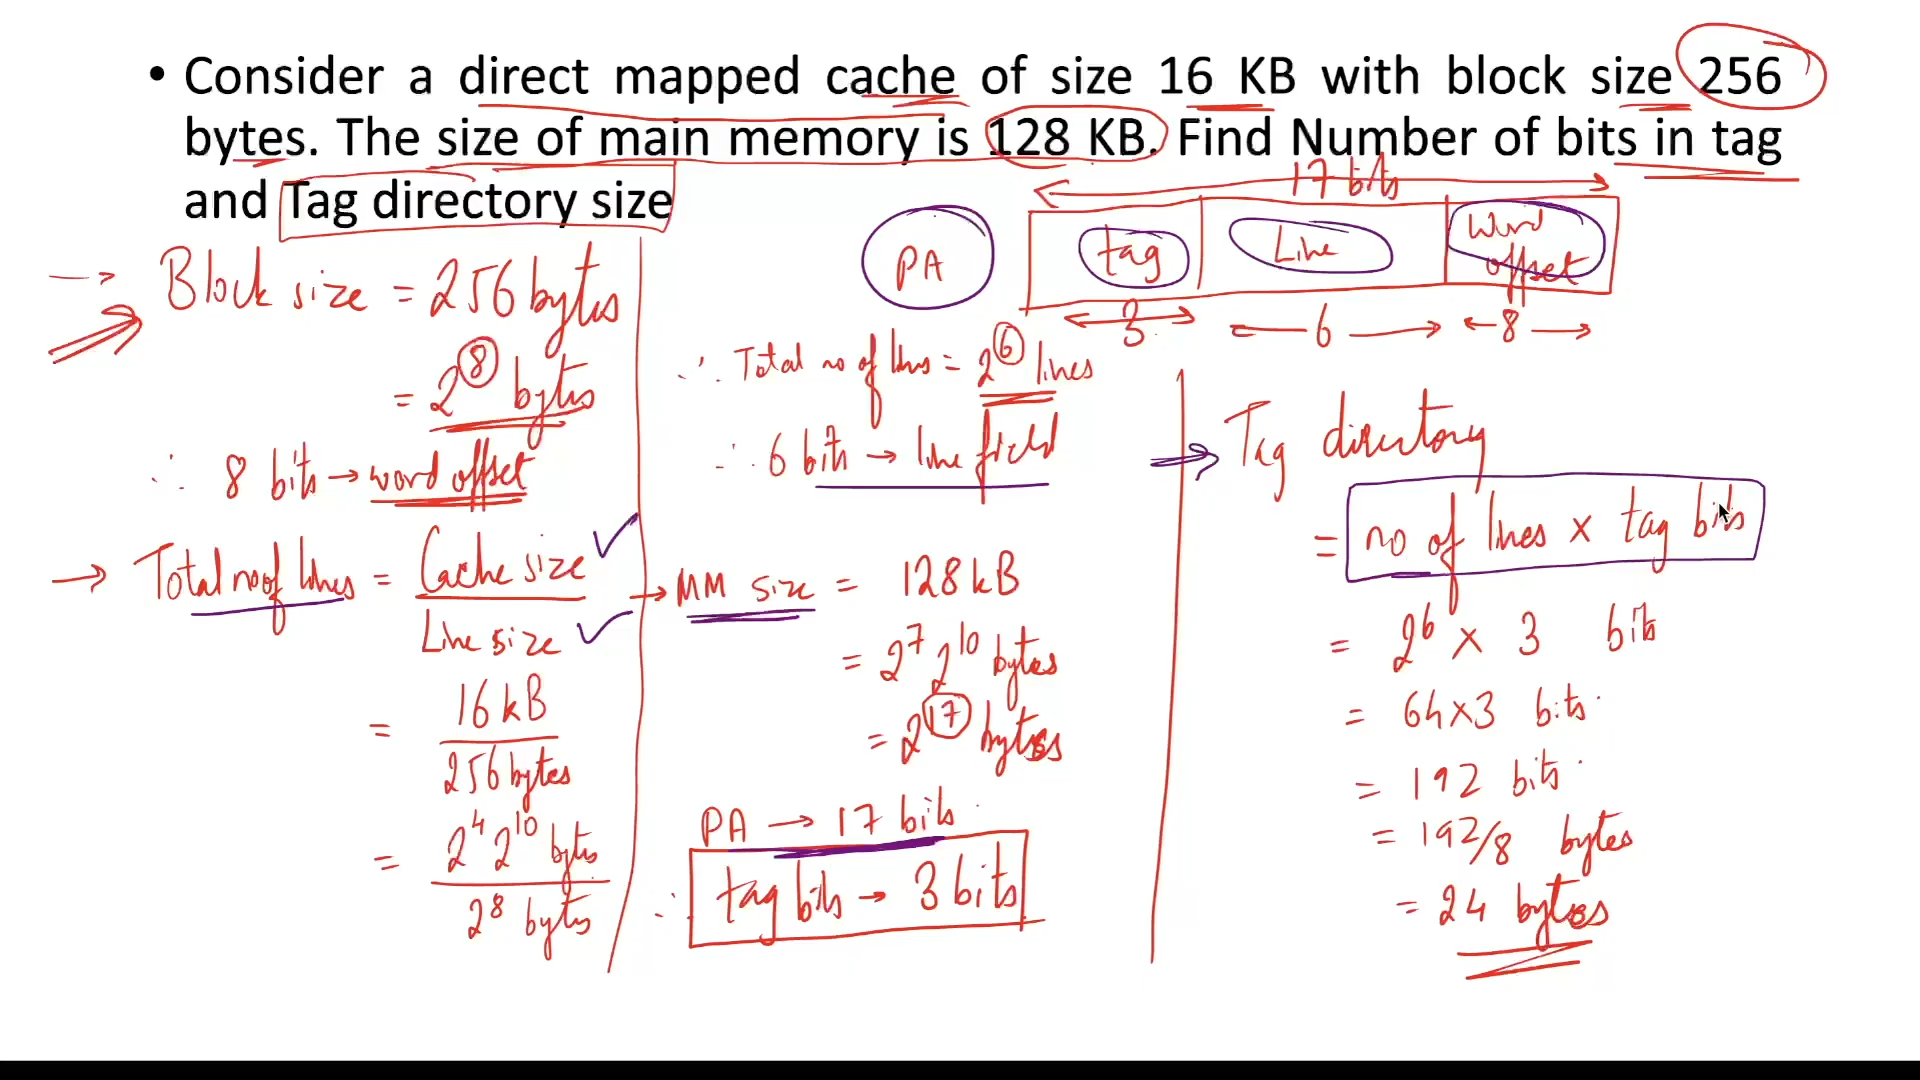 • Consider a direct mapped cache of size 16 KB with block size 256
bytes. The size of main memory is 128 KB. Find Number of bits in tag
and Tag directory size
17 bits
PA
tag
Line
Word
offset
3
6
8
Block size = 256 bytes
= 2^8 bytes
∴ 8 bits → word offset
→ Total no of lines = Cache size
Line size
= 16 kB
256 bytes
= 2^4 2^10 bytes
2^8 bytes
∴ Total no of lines = 2^6 lines
∴ 6 bits → line field
→ MM size = 128 kB
= 2^7 2^10 bytes
= 2^17 bytes
PA → 17 bits
∴ tag bits → 3 bits
⇒ Tag directory
= no of lines × tag bits
= 2^6 × 3 bits
= 64×3 bits
= 192 bits
= 192/8 bytes
= 24 bytes